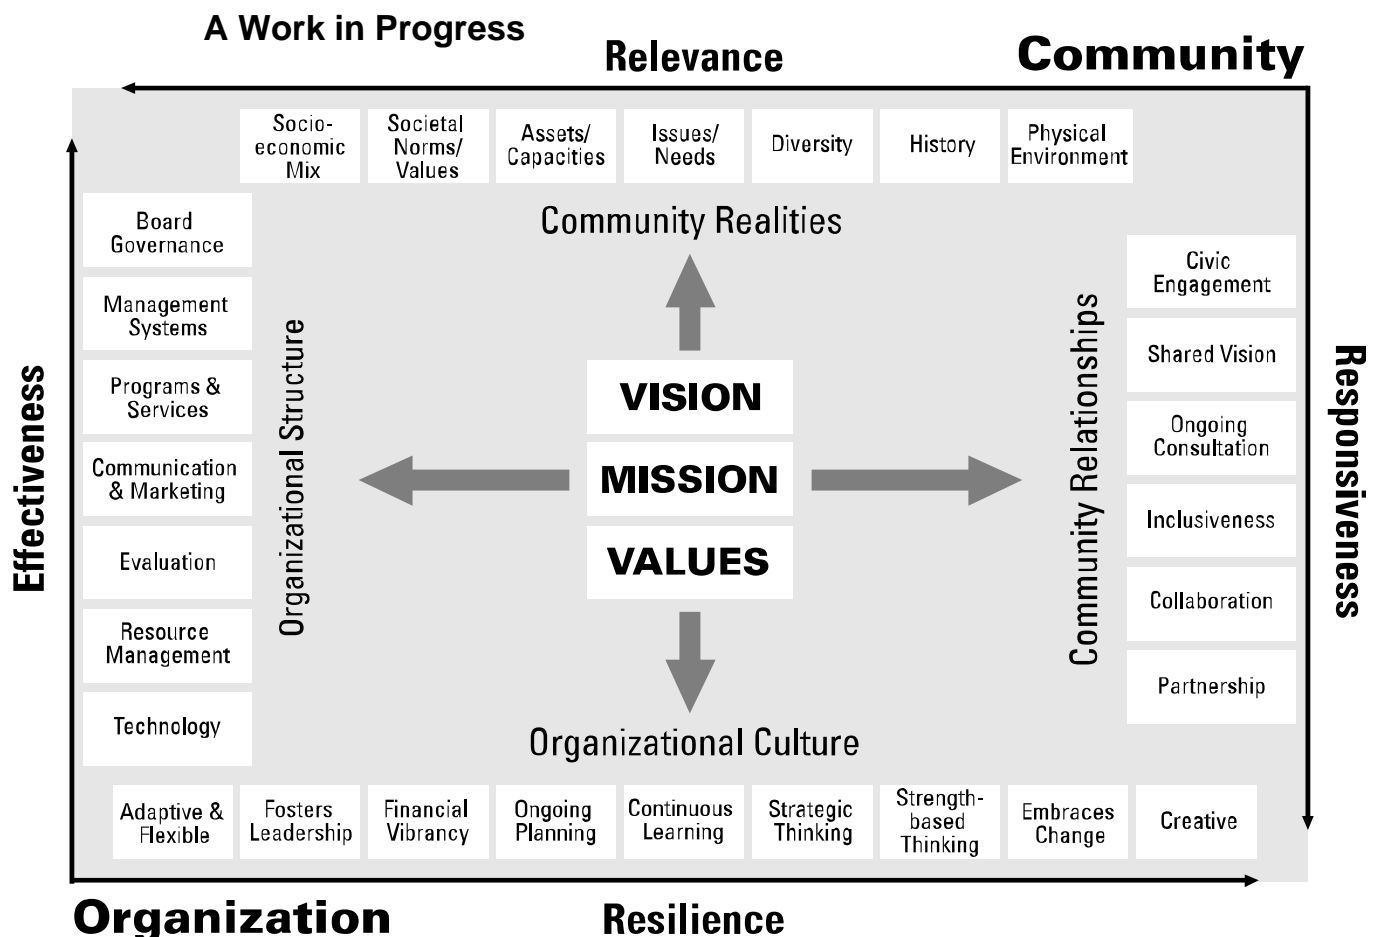 A Work in Progress
Relevance
Community
Socio-
economic
Mix
Societal
Norms/
Values
Assets/
Capacities
Issues/
Needs
Diversity
History
Physical
Environment
Community Realities
Effectiveness
Board
Governance
Management
Systems
Programs &
Services
Communication
& Marketing
Evaluation
Resource
Management
Technology
Organizational Structure
VISION
MISSION
VALUES
Community Relationships
Civic
Engagement
Shared Vision
Ongoing
Consultation
Inclusiveness
Collaboration
Partnership
Responsiveness
Organizational Culture
Adaptive &
Flexible
Fosters
Leadership
Financial
Vibrancy
Ongoing
Planning
Continuous
Learning
Strategic
Thinking
Strength-
based
Thinking
Embraces
Change
Creative
Organization
Resilience